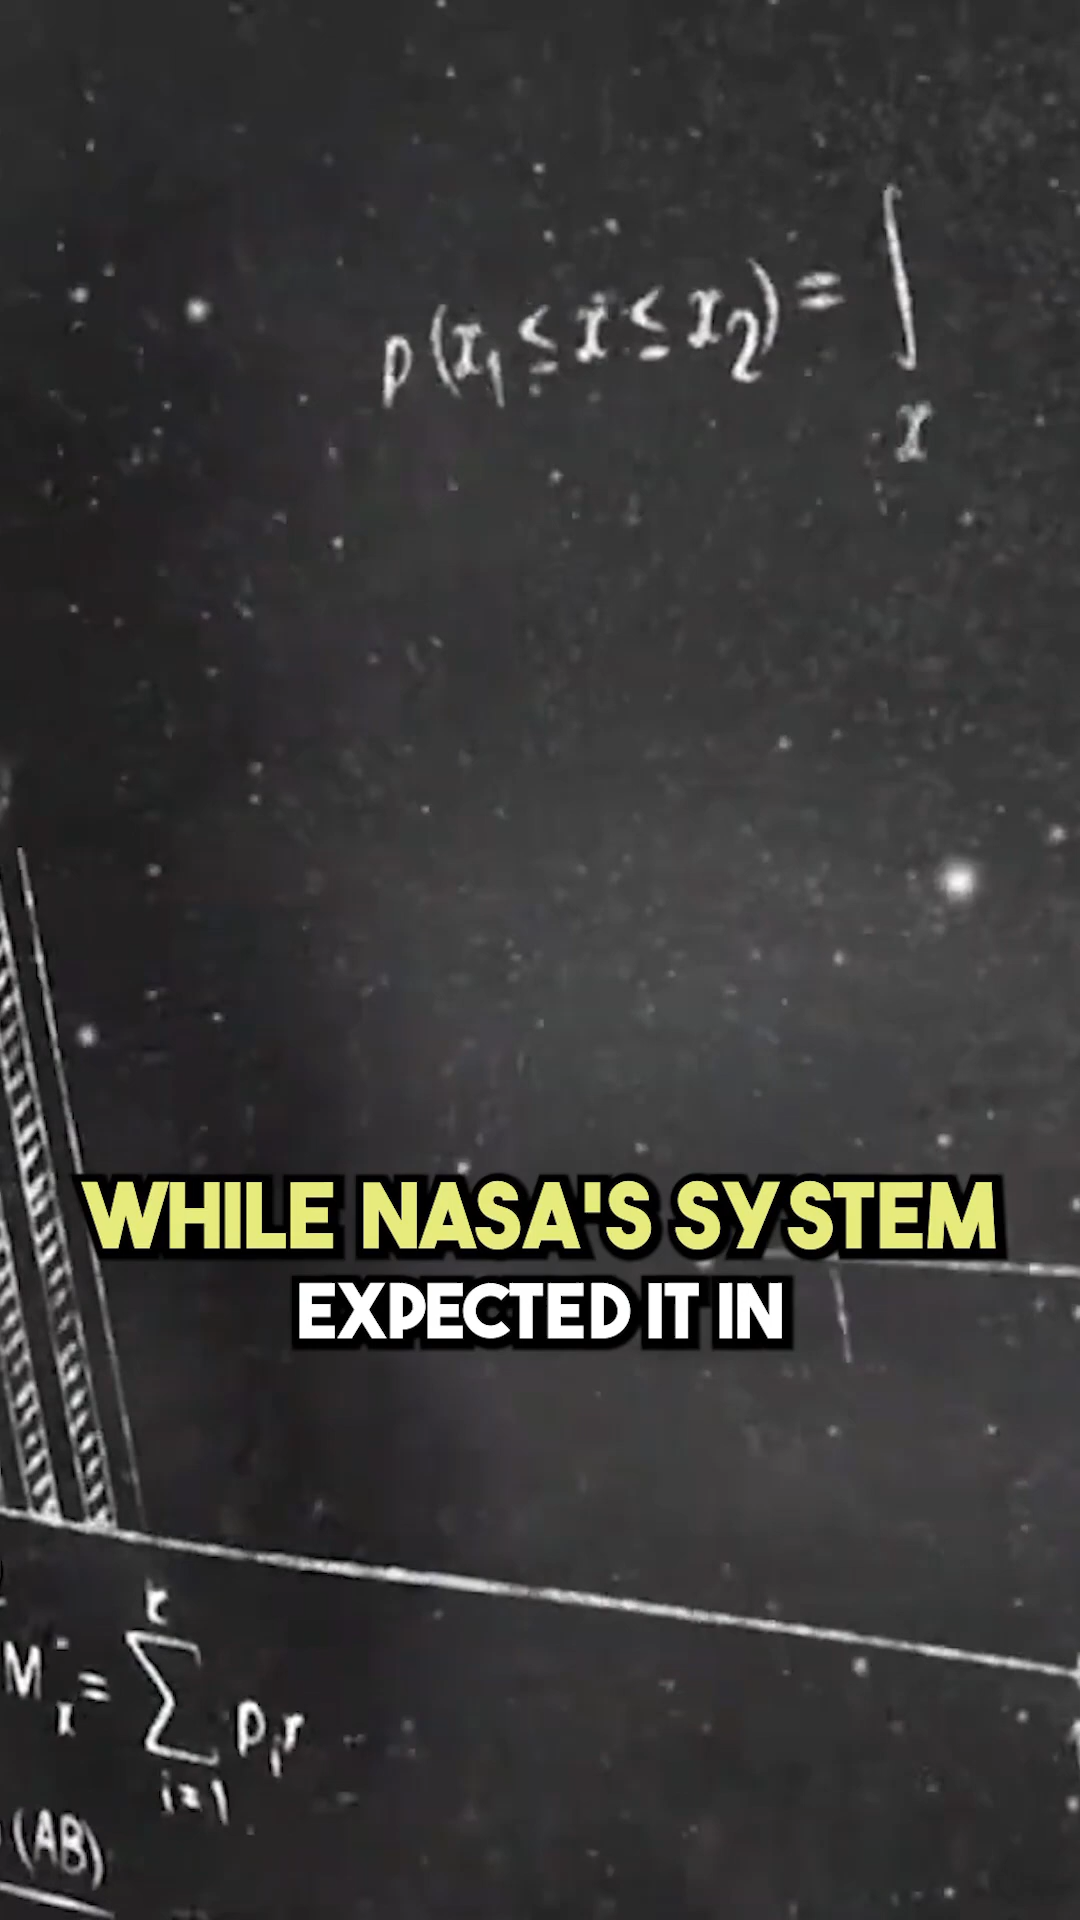 P(x₁ ≤ x ≤ x₂) = ∫
x
WHILE NASA'S SYSTEM
EXPECTED IT IN
r
Mₓ = ∑ Pᵢ
i=1
(AB)